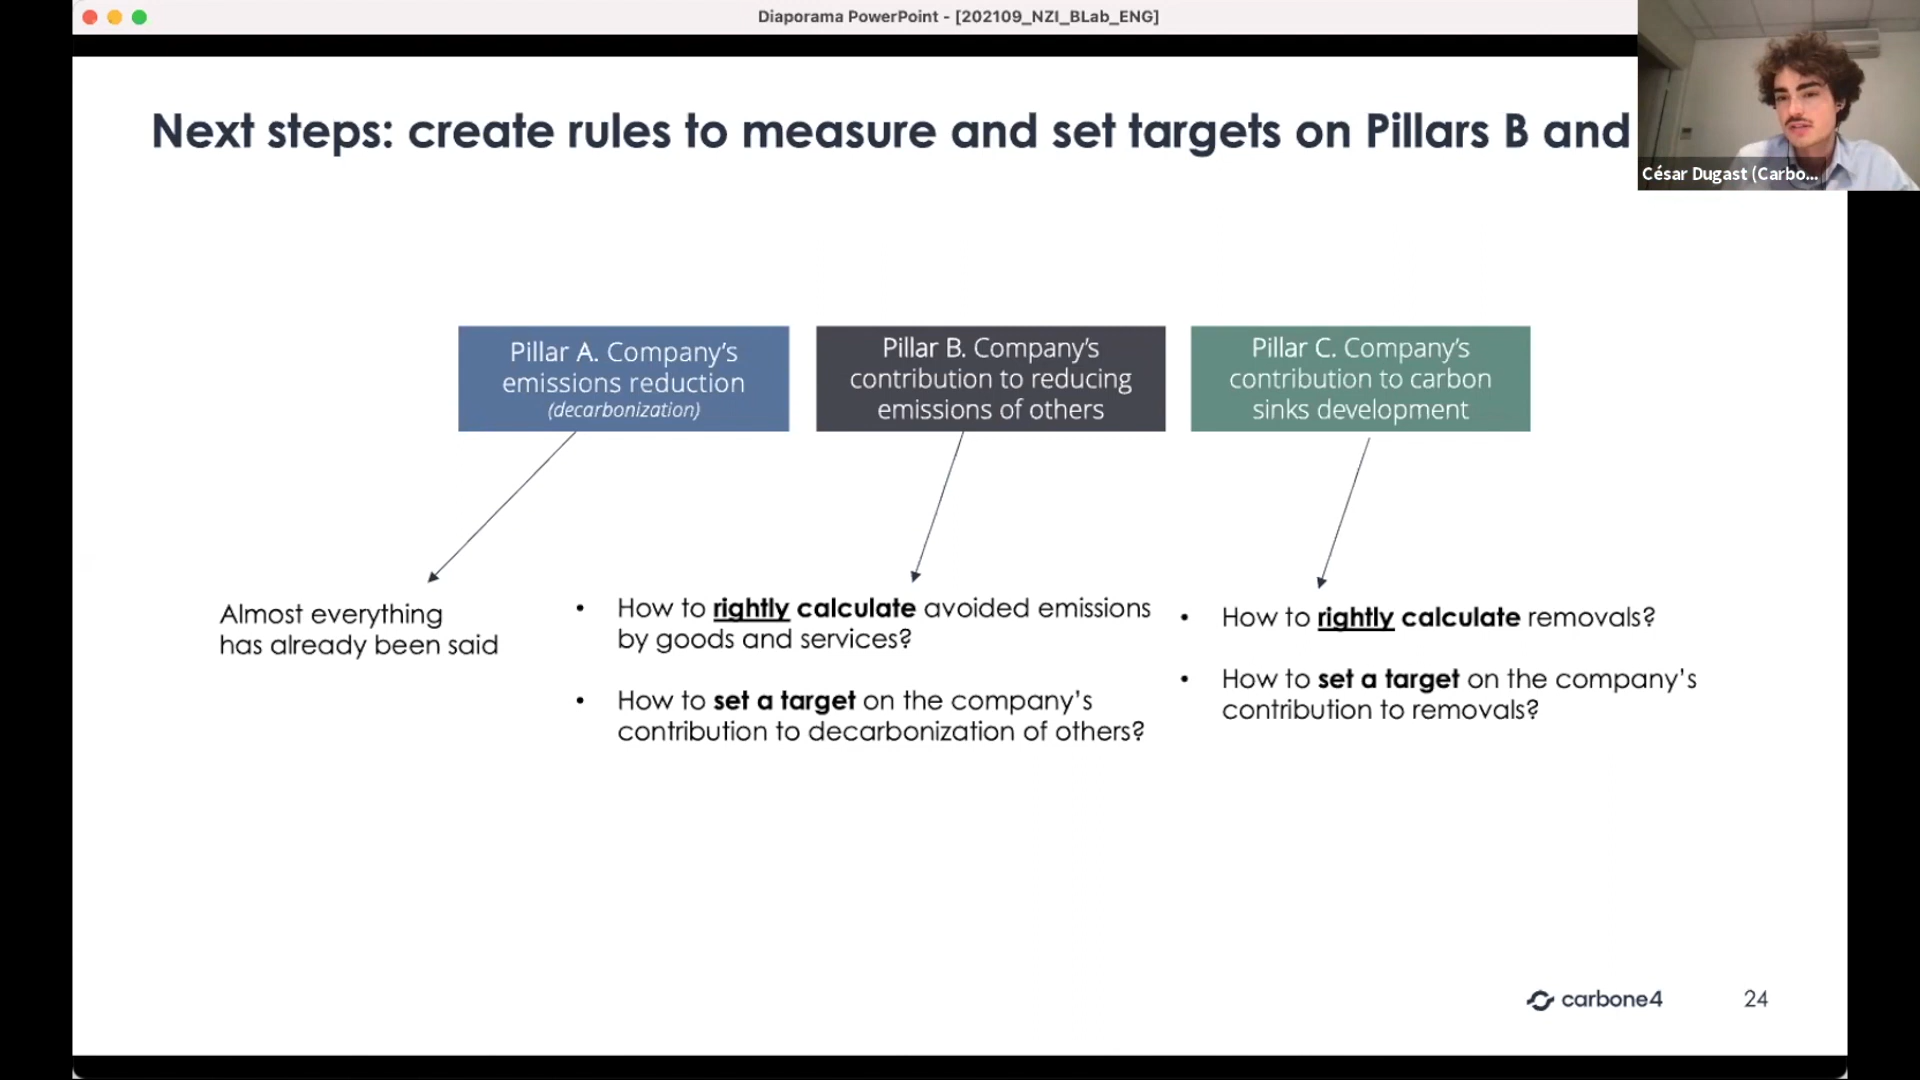 Diaporama PowerPoint - [202109_NZI_BLab_ENG]
Next steps: create rules to measure and set targets on Pillars B and
César Dugast (Carbo...
Pillar A. Company's
emissions reduction
(decarbonization)
Pillar B. Company's
contribution to reducing
emissions of others
Pillar C. Company's
contribution to carbon
sinks development
Almost everything
has already been said
• How to rightly calculate avoided emissions
by goods and services?
• How to set a target on the company's
contribution to decarbonization of others?
• How to rightly calculate removals?
• How to set a target on the company's
contribution to removals?
carbone4
24